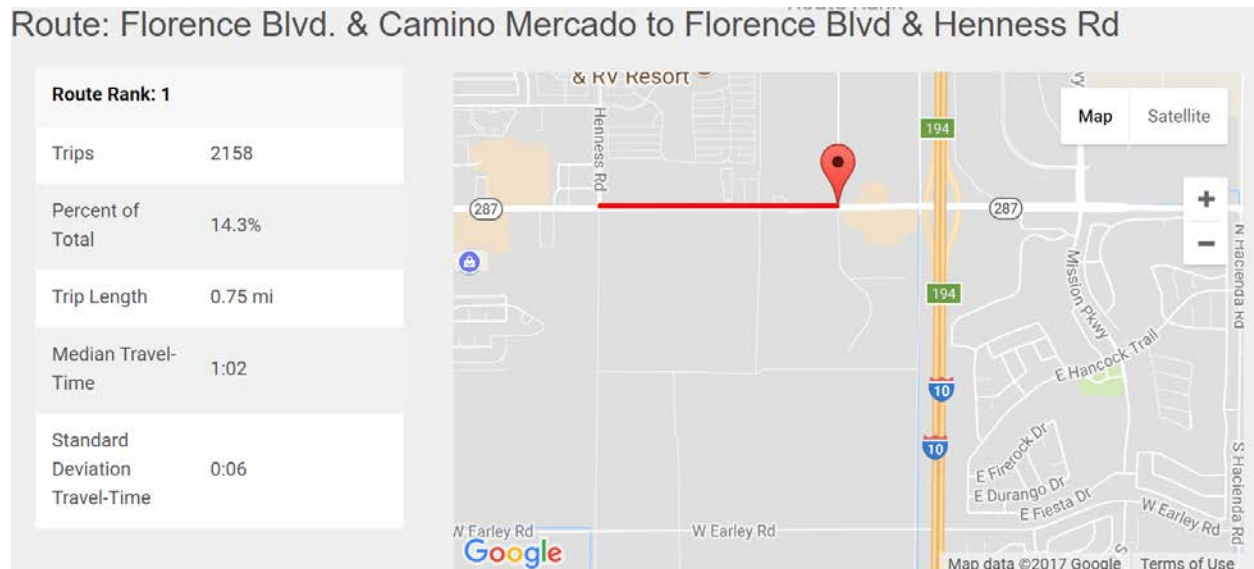 Route: Florence Blvd. & Camino Mercado to Florence Blvd & Henness Rd
Route Rank: 1
Trips 2158
Percent of
Total 14.3%
Trip Length 0.75 mi
Median Travel-
Time 1:02
Standard
Deviation
Travel-Time 0:06
& RV Resort
Henness Rd
194
Map Satellite
287
287
+
−
N Hacienda Rd
Mission Pkwy
194
E Hancock Trail
10
10
E Firerock Dr
E Durango Dr
E Fiesta Dr
W Earley Rd
S Hacienda Rd
W Earley Rd
W Earley Rd
Google
Map data ©2017 Google Terms of Use